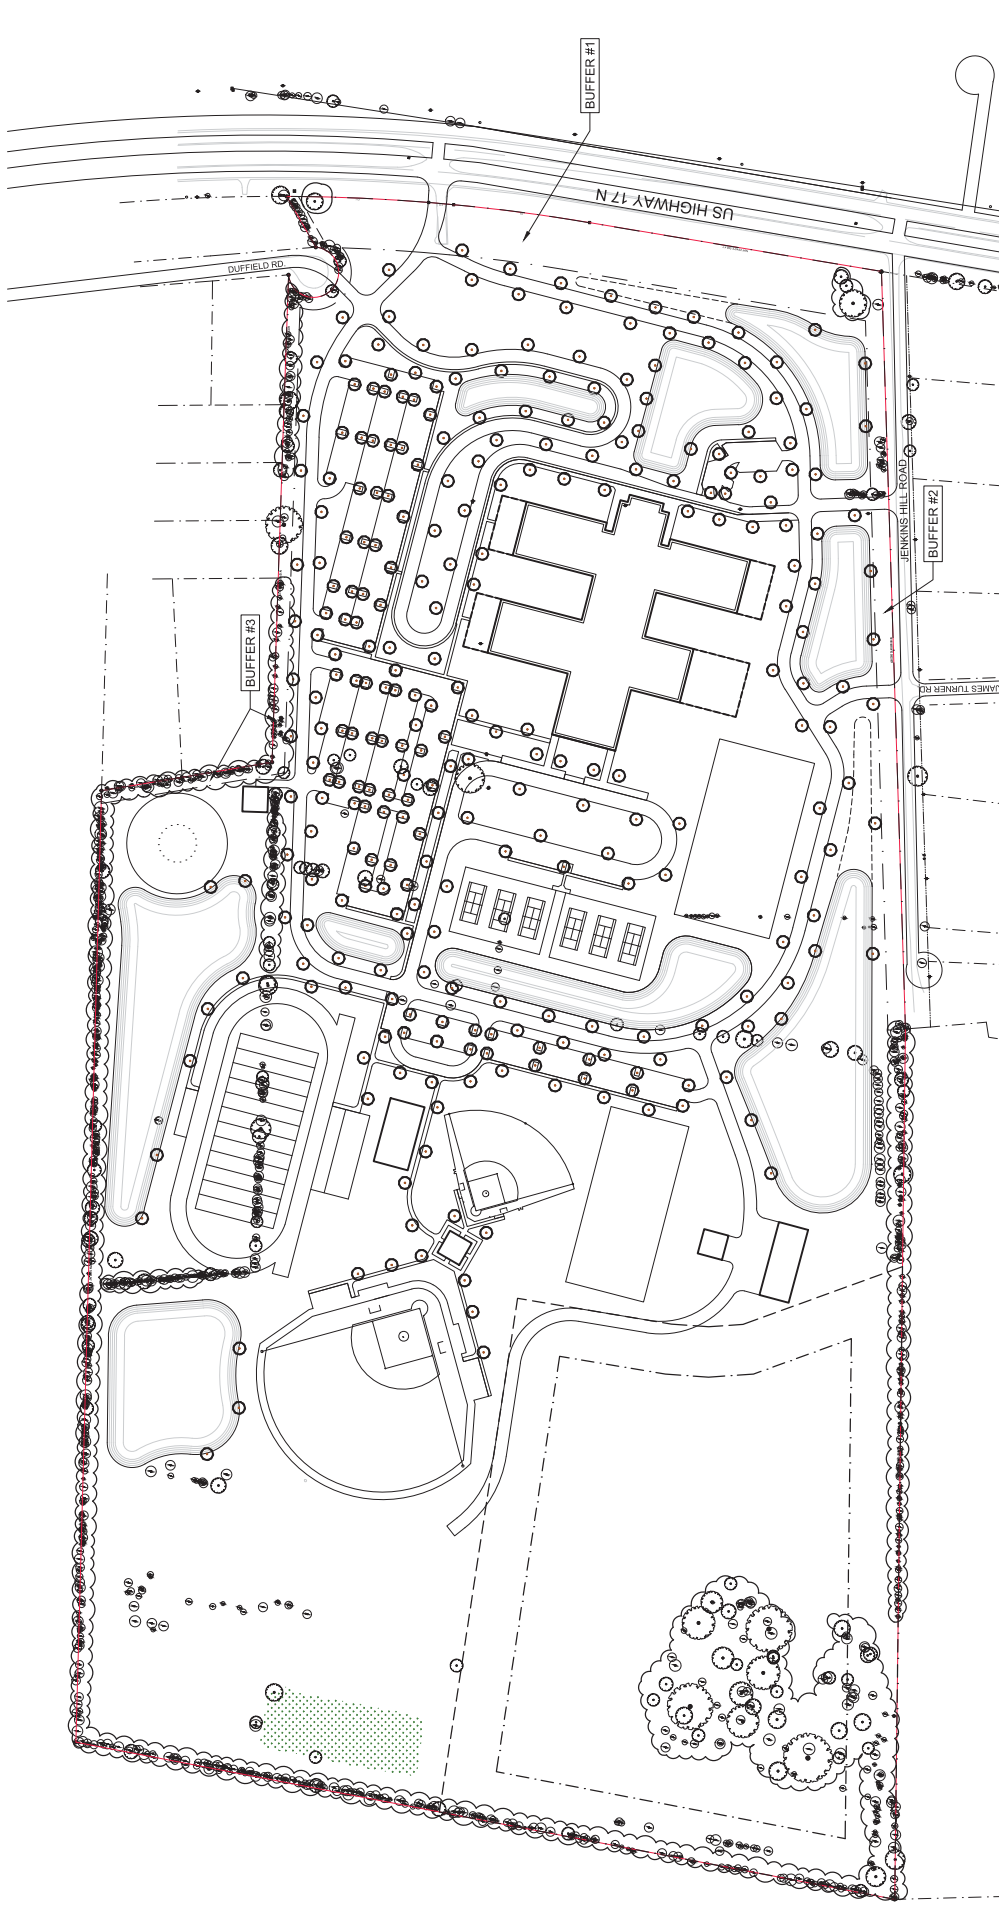 BUFFER #1
US HIGHWAY 17 N
DUFFIELD RD.
JENKINS HILL ROAD
BUFFER #2
BUFFER #3
JAMES TURNER RD